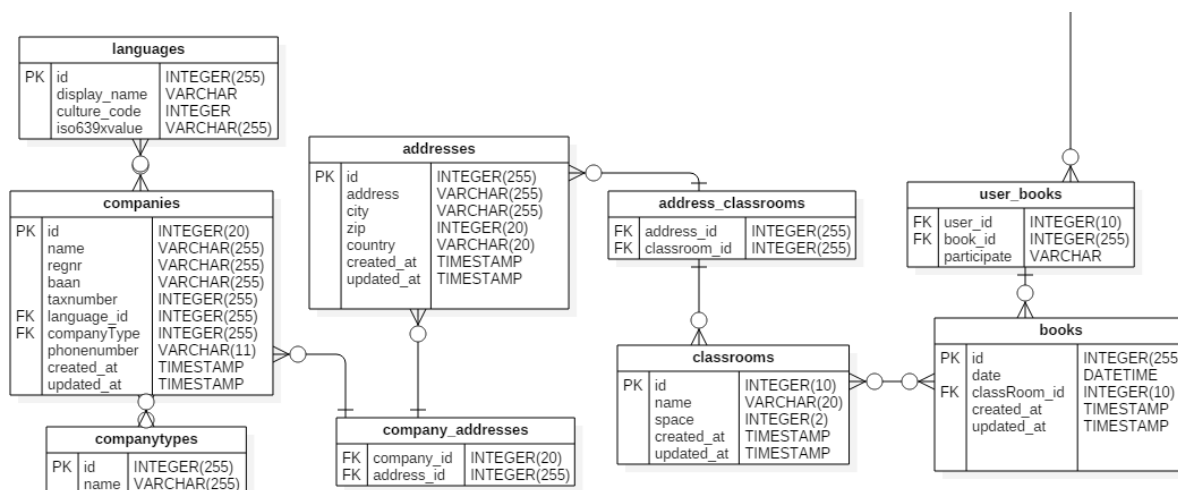 languages
PK id INTEGER(255)
display_name VARCHAR
culture_code INTEGER
iso639xvalue VARCHAR(255)
companies
PK id INTEGER(20)
name VARCHAR(255)
regnr VARCHAR(255)
baan VARCHAR(255)
taxnumber INTEGER(255)
FK language_id INTEGER(255)
FK companyType INTEGER(255)
phonenumber VARCHAR(11)
created_at TIMESTAMP
updated_at TIMESTAMP
companytypes
PK id INTEGER(255)
name VARCHAR(255)
addresses
PK id INTEGER(255)
address VARCHAR(255)
city VARCHAR(255)
zip INTEGER(20)
country VARCHAR(20)
created_at TIMESTAMP
updated_at TIMESTAMP
company_addresses
FK company_id INTEGER(20)
FK address_id INTEGER(255)
address_classrooms
FK address_id INTEGER(255)
FK classroom_id INTEGER(255)
classrooms
PK id INTEGER(10)
name VARCHAR(20)
space INTEGER(2)
created_at TIMESTAMP
updated_at TIMESTAMP
user_books
FK user_id INTEGER(10)
FK book_id INTEGER(255)
participate VARCHAR
books
PK id INTEGER(255
date DATETIME
FK classRoom_id INTEGER(10)
created_at TIMESTAMP
updated_at TIMESTAMP